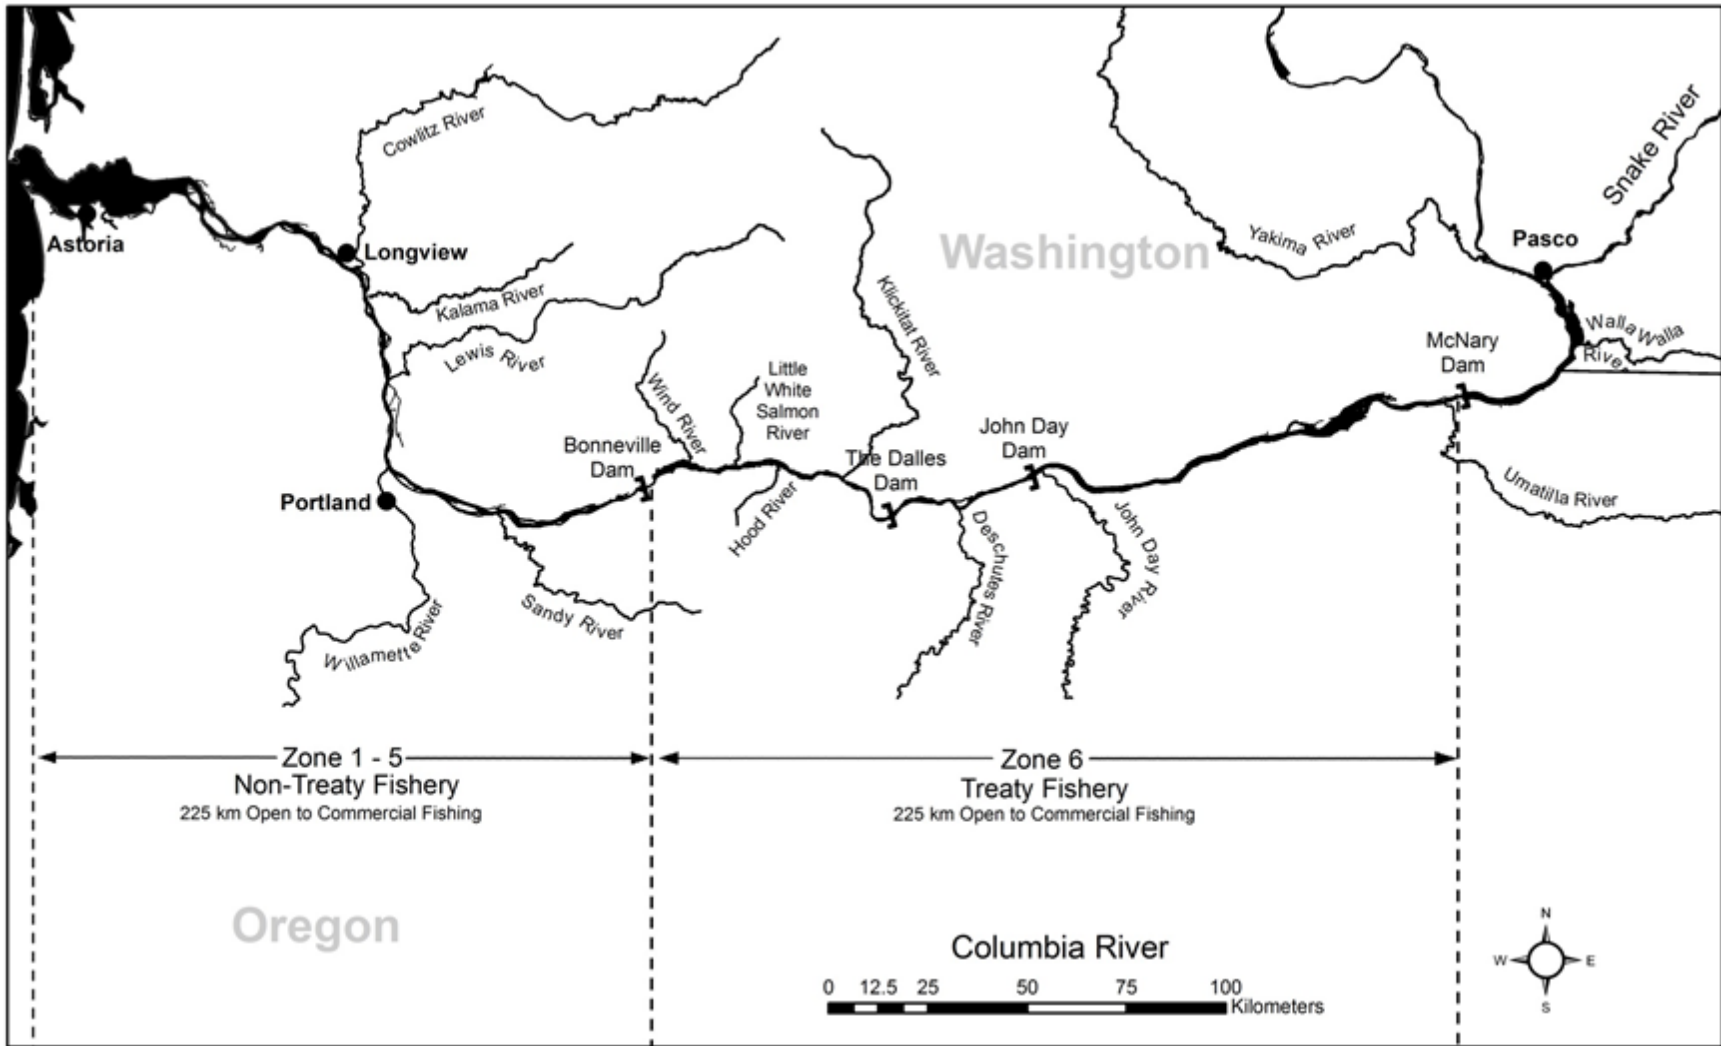 Cowlitz River
Snake River
Astoria
Longview
Washington
Yakima River
Pasco
Kalama River
Klickitat River
Lewis River
Walla Walla
River
McNary
Dam
Wind River
Little
White
Salmon
River
Bonneville
Dam
The Dalles
Dam
John Day
Dam
Portland
Hood River
Umatilla River
Deschutes River
John Day River
Sandy River
Willamette River
Zone 1 - 5
Non-Treaty Fishery
225 km Open to Commercial Fishing
Zone 6
Treaty Fishery
225 km Open to Commercial Fishing
Oregon
Columbia River
0 12.5 25 50 75 100
Kilometers
N
W E
S